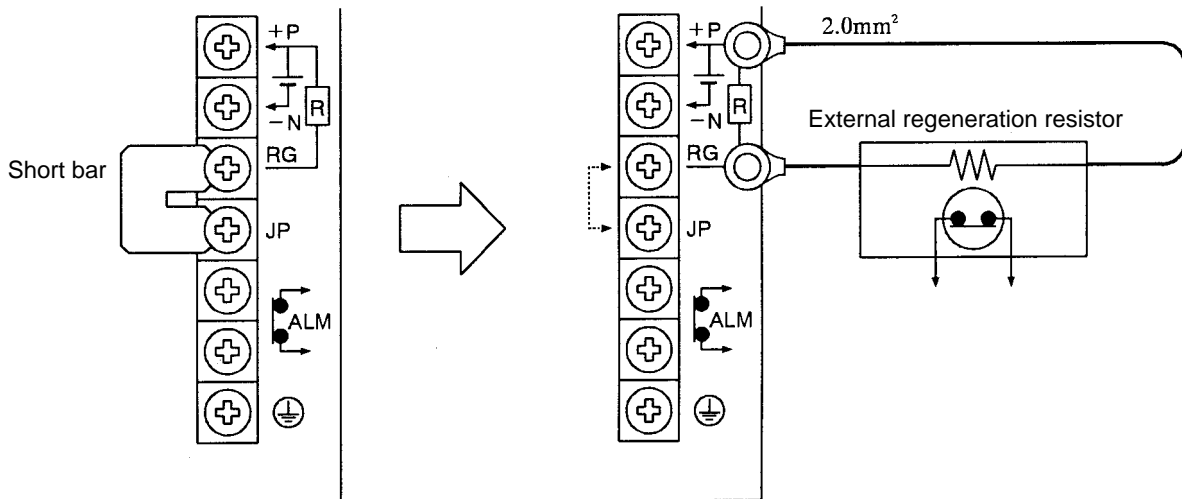 +P
-N
R
Short bar
RG
JP
ALM
+P
2.0mm²
-N
R
External regeneration resistor
RG
JP
ALM